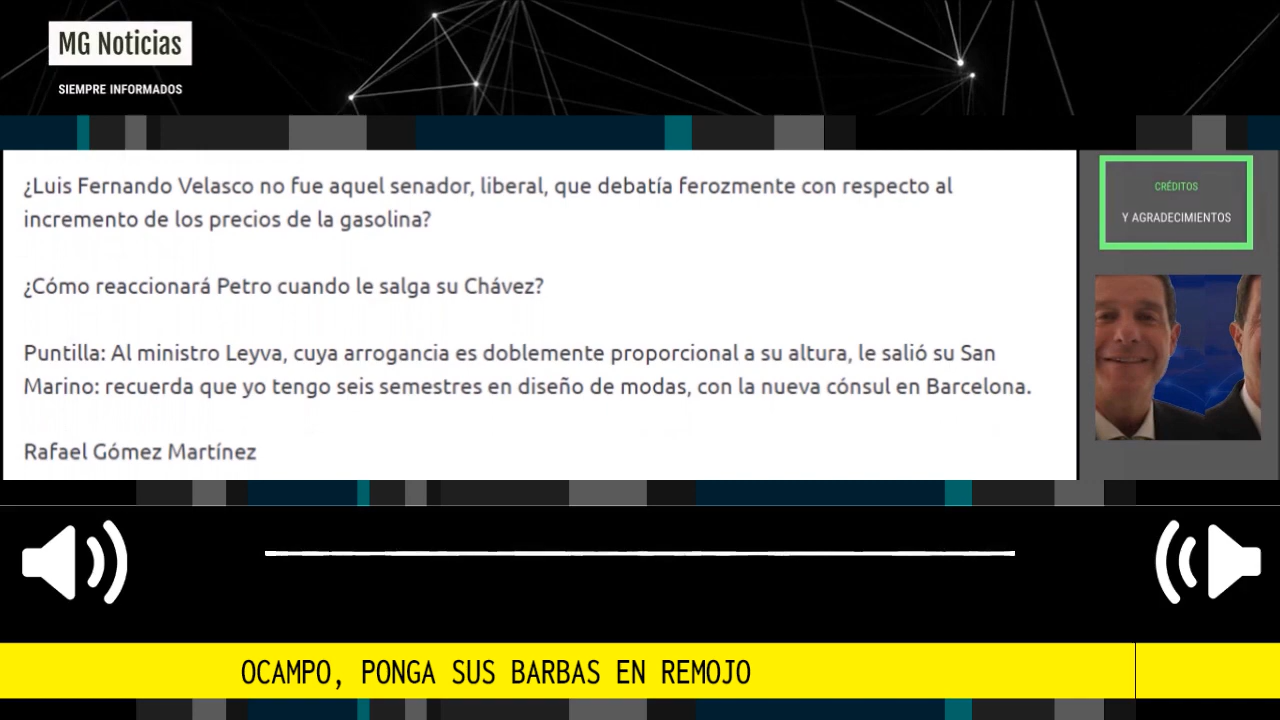 MG Noticias
SIEMPRE INFORMADOS
¿Luis Fernando Velasco no fue aquel senador, liberal, que debatía ferozmente con respecto al
incremento de los precios de la gasolina?
¿Cómo reaccionará Petro cuando le salga su Chávez?
Puntilla: Al ministro Leyva, cuya arrogancia es doblemente proporcional a su altura, le salió su San
Marino: recuerda que yo tengo seis semestres en diseño de modas, con la nueva cónsul en Barcelona.
Rafael Gómez Martínez
CRÉDITOS
Y AGRADECIMIENTOS
OCAMPO, PONGA SUS BARBAS EN REMOJO